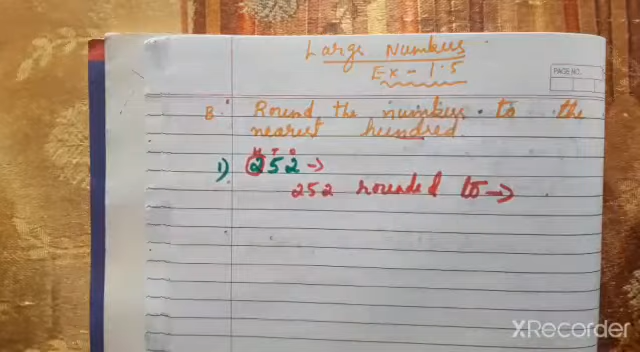 Large Numbers
Ex - 1.5
PAGE NO.
B. Round the numbers to the
nearest hundred
H T O
1) 252 →
252 rounded to →
XRecorder